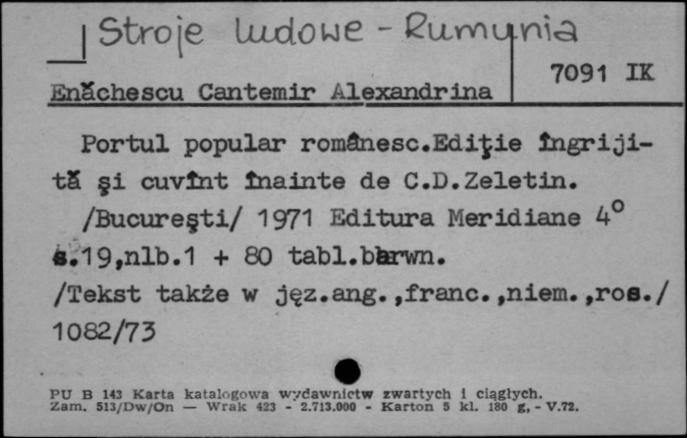 Stroje ludowe - Rumunia
7091 IK
Enăchescu Cantemir Alexandrina
Portul popular românesc.Ediţie îngriji-
tă şi cuvînt înainte de C.D.Zeletin.
/Bucureşti/ 1971 Editura Meridiane 4°
s.19,nlb.1 + 80 tabl.barwn.
/Tekst także w jęz.ang.,franc.,niem.,ros./
1082/73
PU B 143 Karta katalogowa wydawnictw zwartych i ciągłych.
Zam. 513/Dw/On — Wrak 423 - 2.713.000 - Karton 5 kl. 180 g, - V.72.